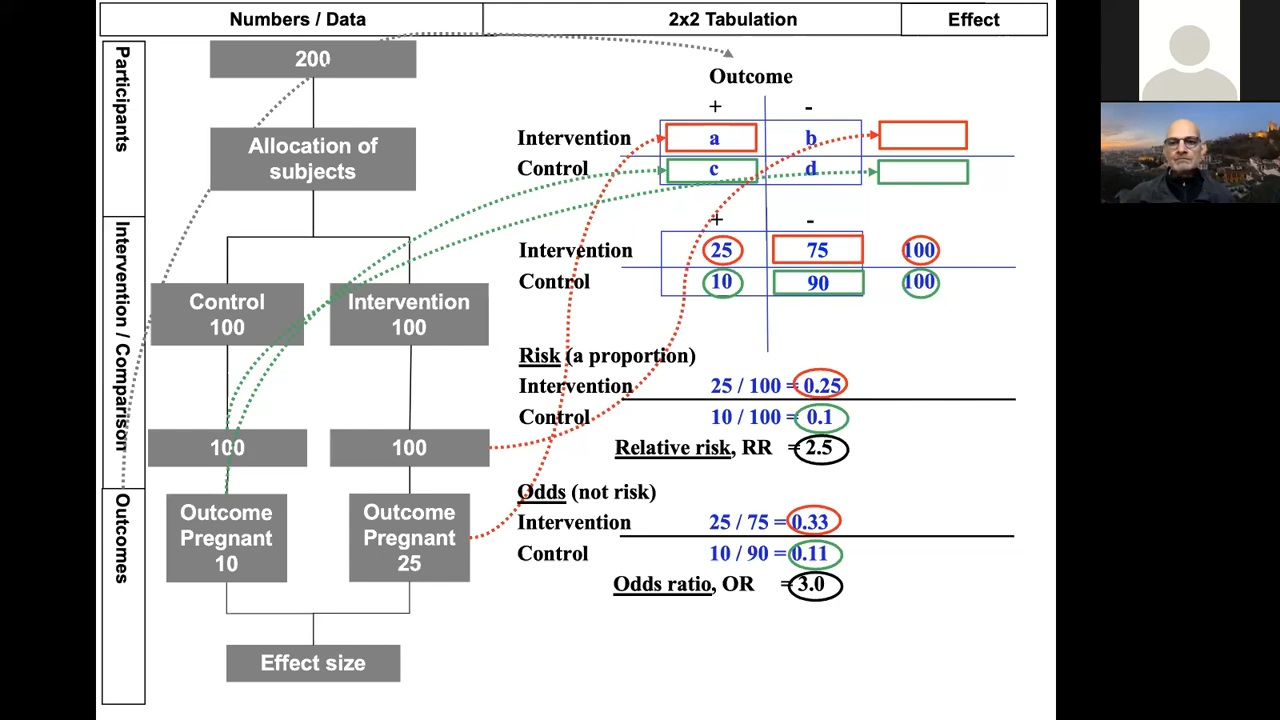 Numbers / Data
2x2 Tabulation
Effect
Participants
Intervention / Comparison
Outcomes
200
Allocation of
subjects
Control
100
Intervention
100
100
100
Outcome
Pregnant
10
Outcome
Pregnant
25
Effect size
Outcome
+ -
Intervention a b
Control c d
+ -
Intervention 25 75 100
Control 10 90 100
Risk (a proportion)
Intervention 25 / 100 = 0.25
Control 10 / 100 = 0.1
Relative risk, RR = 2.5
Odds (not risk)
Intervention 25 / 75 = 0.33
Control 10 / 90 = 0.11
Odds ratio, OR = 3.0